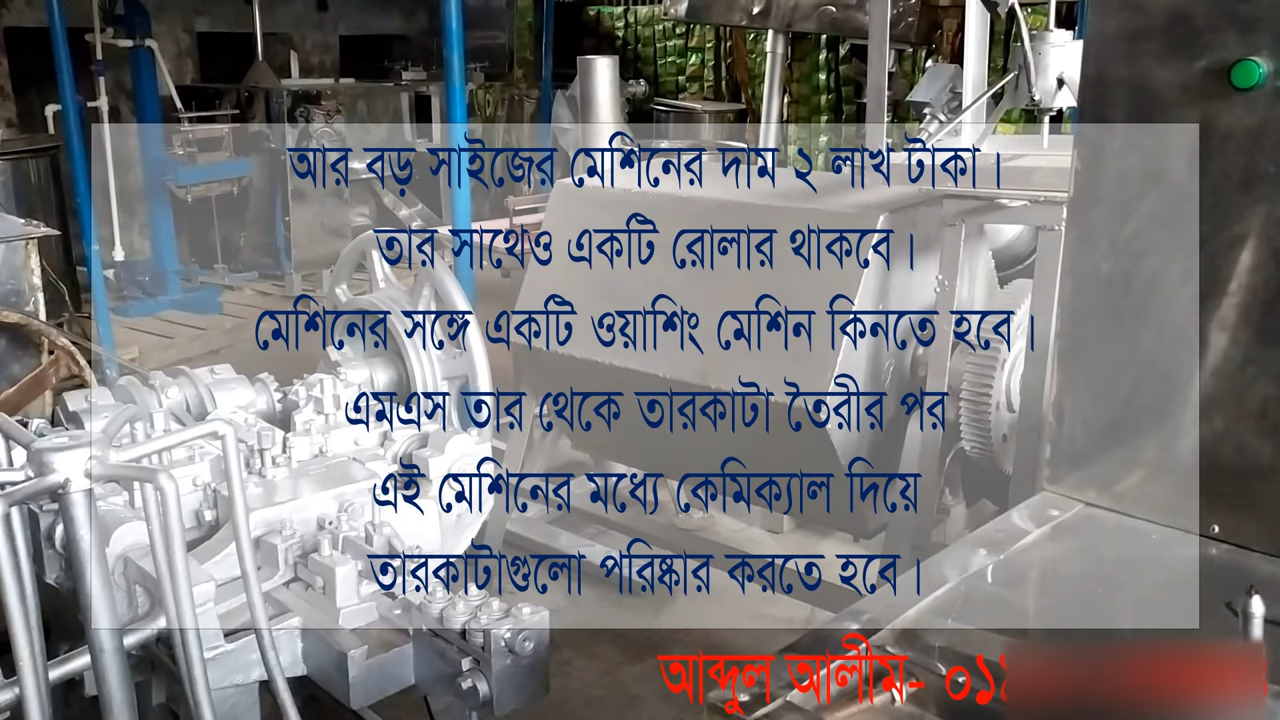 আর বড় সাইজের মেশিনের দাম ২ লাখ টাকা।
তার সাথেও একটি রোলার থাকবে।
মেশিনের সঙ্গে একটি ওয়াশিং মেশিন কিনতে হবে।
এমএস তার থেকে তারকাটা তৈরীর পর
এই মেশিনের মধ্যে কেমিক্যাল দিয়ে
তারকাটাগুলো পরিষ্কার করতে হবে।
আব্দুল আলীম- ০১